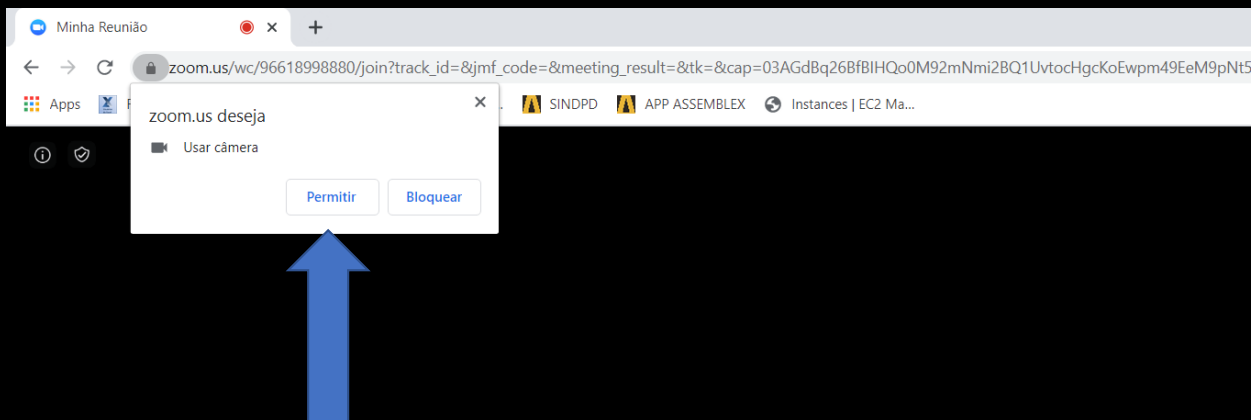 Minha Reunião
zoom.us/wc/96618998880/join?track_id=&jmf_code=&meeting_result=&tk=&cap=03AGdBq26BfBIHQo0M92mNmi2BQ1UvtocHgcKoEwpm49EeM9pNt5
Apps SINDPD APP ASSEMBLEX Instances | EC2 Ma...
zoom.us deseja
Usar câmera
Permitir Bloquear